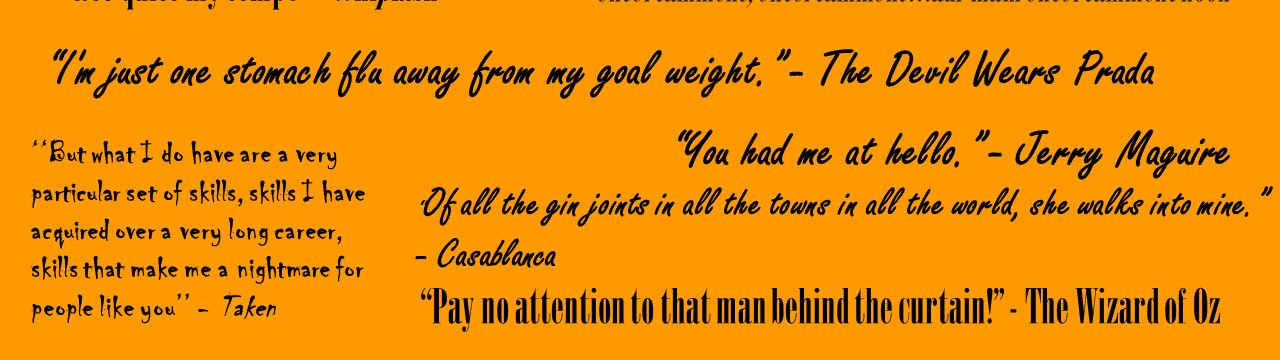 "I'm just one stomach flu away from my goal weight."- The Devil Wears Prada
"You had me at hello."- Jerry Maguire
‘‘But what I do have are a very
particular set of skills, skills I have
acquired over a very long career,
skills that make me a nightmare for
people like you’’ - Taken
‘Of all the gin joints in all the towns in all the world, she walks into mine."
- Casablanca
“Pay no attention to that man behind the curtain!” - The Wizard of Oz